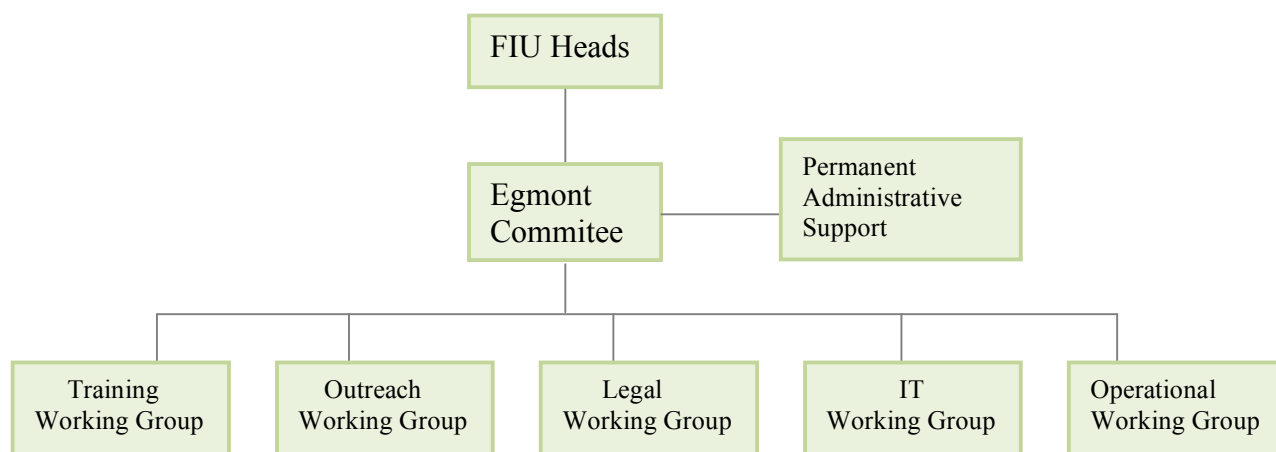 FIU Heads
Egmont
Commitee
Permanent
Administrative
Support
Training
Working Group
Outreach
Working Group
Legal
Working Group
IT
Working Group
Operational
Working Group